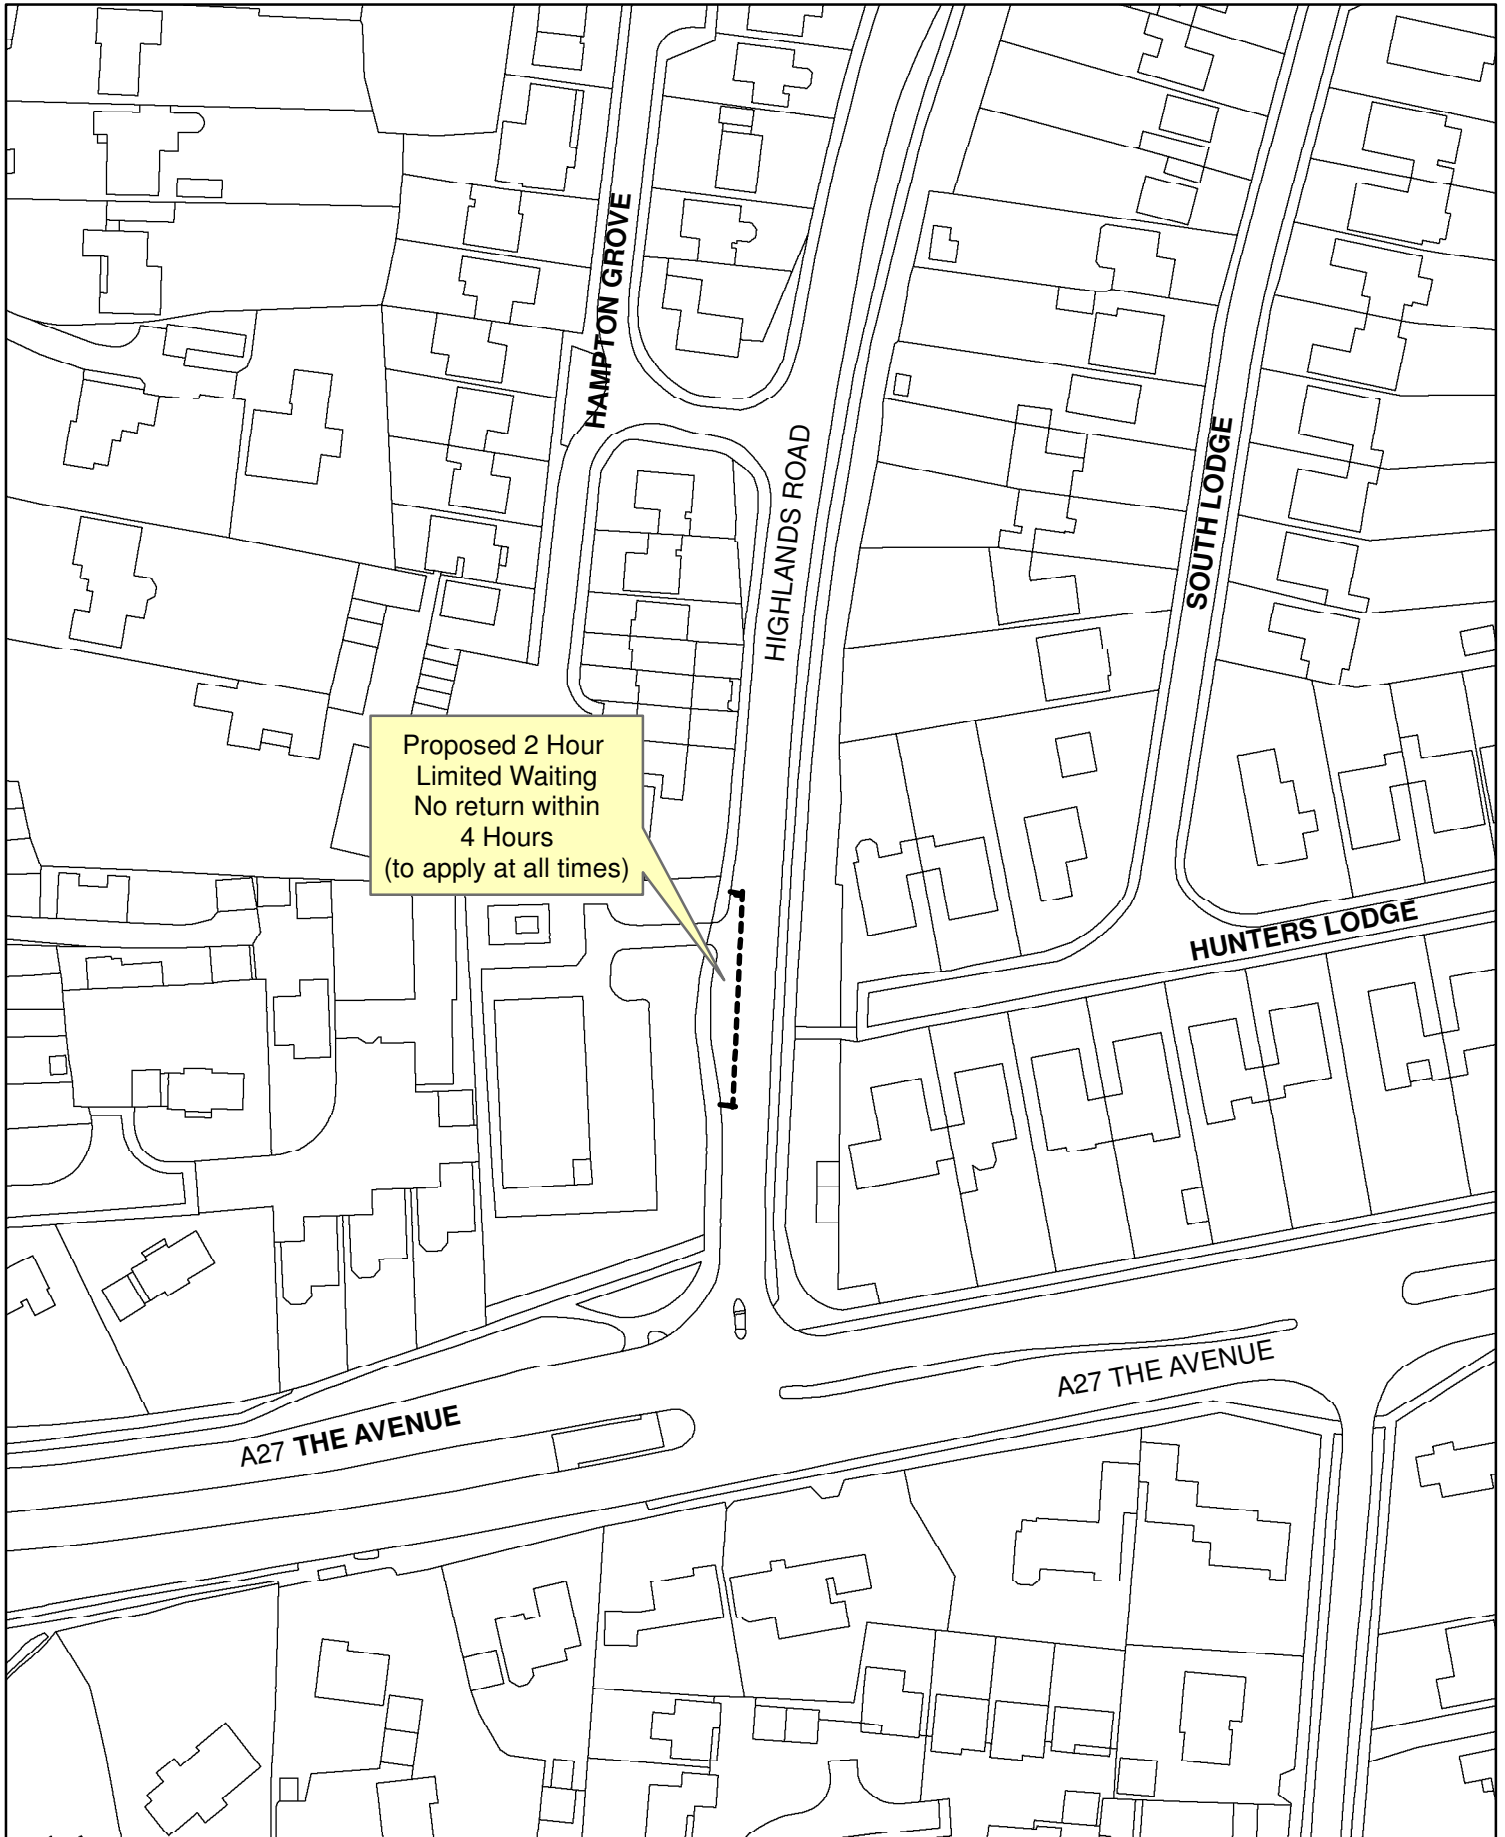 HAMPTON GROVE
HIGHLANDS ROAD
SOUTH LODGE
Proposed 2 Hour
Limited Waiting
No return within
4 Hours
(to apply at all times)
HUNTERS LODGE
A27 THE AVENUE
A27 THE AVENUE